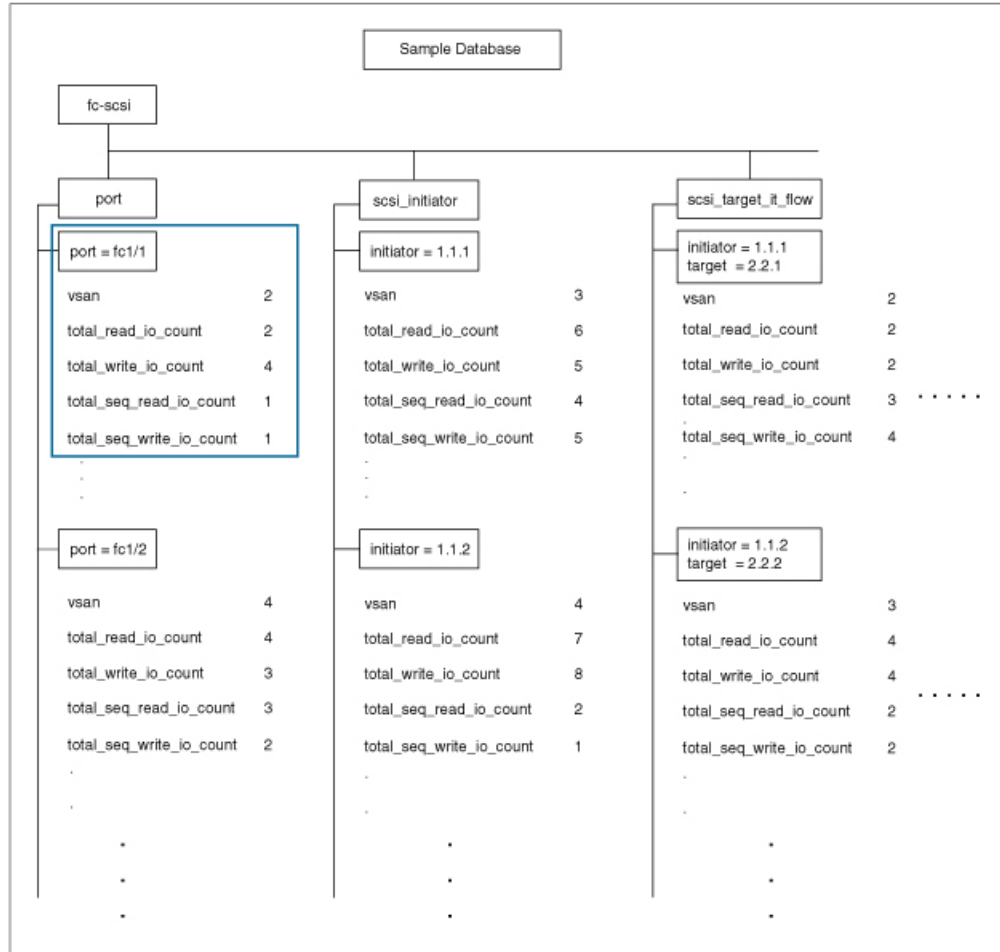 Sample Database
fc-scsi
port
port = fc1/1
vsan 2
total_read_io_count 2
total_write_io_count 4
total_seq_read_io_count 1
total_seq_write_io_count 1
port = fc1/2
vsan 4
total_read_io_count 4
total_write_io_count 3
total_seq_read_io_count 3
total_seq_write_io_count 2
scsi_initiator
initiator = 1.1.1
vsan 3
total_read_io_count 6
total_write_io_count 5
total_seq_read_io_count 4
total_seq_write_io_count 5
initiator = 1.1.2
vsan 4
total_read_io_count 7
total_write_io_count 8
total_seq_read_io_count 2
total_seq_write_io_count 1
scsi_target_it_flow
initiator = 1.1.1
target = 2.2.1
vsan 2
total_read_io_count 2
total_write_io_count 2
total_seq_read_io_count 3
total_seq_write_io_count 4
initiator = 1.1.2
target = 2.2.2
vsan 3
total_read_io_count 4
total_write_io_count 4
total_seq_read_io_count 2
total_seq_write_io_count 2